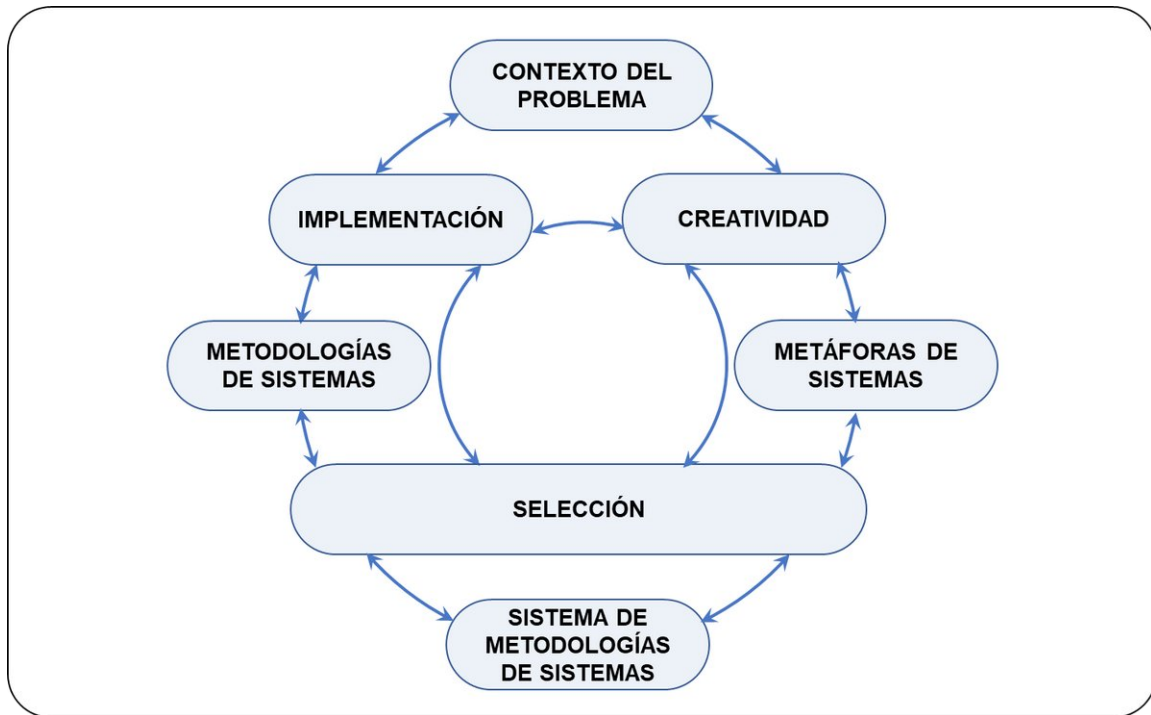 CONTEXTO DEL
PROBLEMA
IMPLEMENTACIÓN
CREATIVIDAD
METODOLOGÍAS
DE SISTEMAS
METÁFORAS DE
SISTEMAS
SELECCIÓN
SISTEMA DE
METODOLOGÍAS
DE SISTEMAS